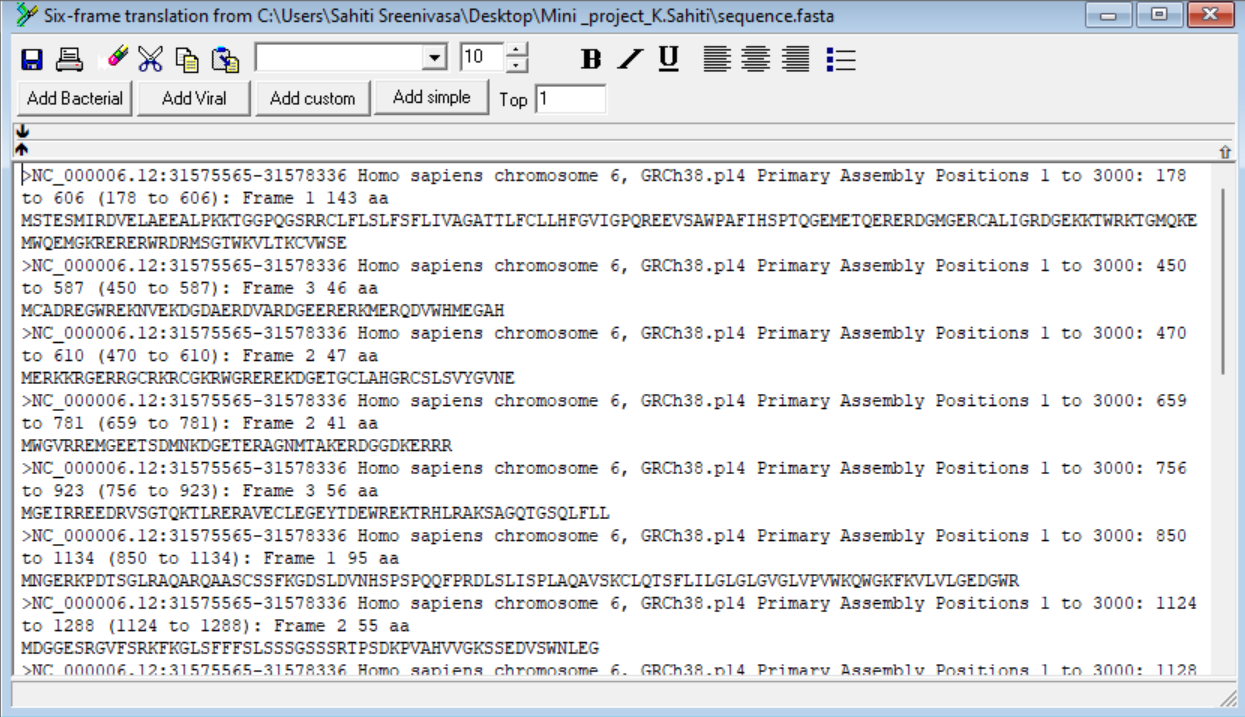 Six-frame translation from C:\Users\Sahiti Sreenivasa\Desktop\Mini _project_K.Sahiti\sequence.fasta
10 B I U
Add Bacterial Add Viral Add custom Add simple Top 1
>NC_000006.12:31575565-31578336 Homo sapiens chromosome 6, GRCh38.p14 Primary Assembly Positions 1 to 3000: 178
to 606 (178 to 606): Frame 1 143 aa
MSTESMIRDVELAEEALPKKTGGPQGSRRCLFLSLFSFLIVAGATTLFCLLHFGVIGPQREEVSAWPAFIHSPTQGEMETQERERDGMGERCALIGRDGEKKTWRKTGMQKE
MWQEMGKRERERWRDRMSGTWKVLTKCVWSE
>NC_000006.12:31575565-31578336 Homo sapiens chromosome 6, GRCh38.p14 Primary Assembly Positions 1 to 3000: 450
to 587 (450 to 587): Frame 3 46 aa
MCADREGWREKNVEKDGDAERDVARDGEERERKMERQDVWHMEGAH
>NC_000006.12:31575565-31578336 Homo sapiens chromosome 6, GRCh38.p14 Primary Assembly Positions 1 to 3000: 470
to 610 (470 to 610): Frame 2 47 aa
MERKKRGERRGCRKRCGKRWGREREKDGETGCLAHGRCSLSVYGVNE
>NC_000006.12:31575565-31578336 Homo sapiens chromosome 6, GRCh38.p14 Primary Assembly Positions 1 to 3000: 659
to 781 (659 to 781): Frame 2 41 aa
MWGVRREMGEETSDMNKDGETERAGNMTAKERDGGDKERRR
>NC_000006.12:31575565-31578336 Homo sapiens chromosome 6, GRCh38.p14 Primary Assembly Positions 1 to 3000: 756
to 923 (756 to 923): Frame 3 56 aa
MGEIRREEDRVSGTQKTLRERAVECLEGEYTDEWREKTRHLRAKSAGQTGSQLFLL
>NC_000006.12:31575565-31578336 Homo sapiens chromosome 6, GRCh38.p14 Primary Assembly Positions 1 to 3000: 850
to 1134 (850 to 1134): Frame 1 95 aa
MNGERKPDTSGLRAQARQAASCSSFKGDSLDVNHSPSPQQFPRDLSLISPLAQAVSKCLQTSFLILGLGLGVGLVPVWKQWGKFKVLVLGEDGWR
>NC_000006.12:31575565-31578336 Homo sapiens chromosome 6, GRCh38.p14 Primary Assembly Positions 1 to 3000: 1124
to 1288 (1124 to 1288): Frame 2 55 aa
MDGGESRGVFSRKFKGLSFFFSLSSSGSSSRTPSDKPVAHVVGKSSEDVSWNLEG
>NC_000006.12:31575565-31578336 Homo sapiens chromosome 6, GRCh38.p14 Primary Assembly Positions 1 to 3000: 1128